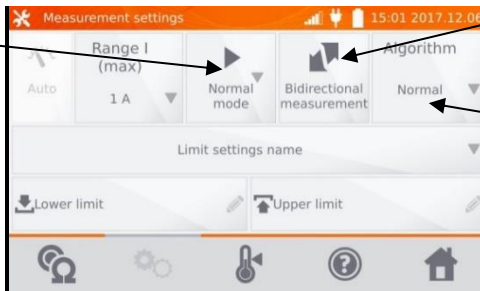 Measurement settings 15:01 2017.12.06
Auto
Range I
(max)
1 A
Normal
mode
Bidirectional
measurement
Algorithm
Normal
Limit settings name
Lower limit
Upper limit
Ω
?